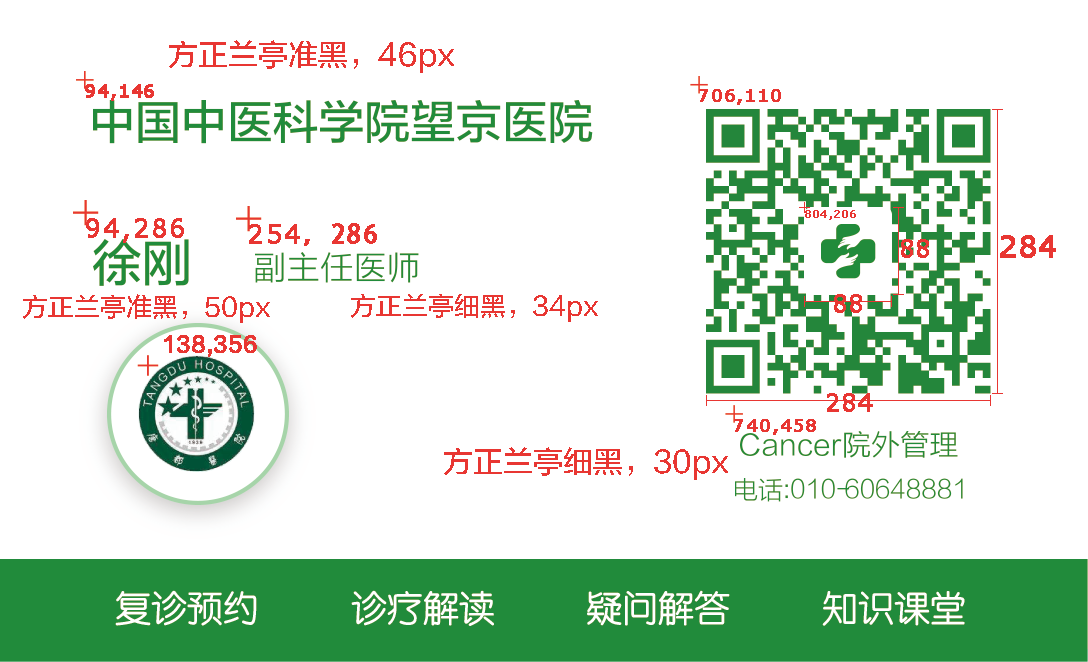 方正兰亭准黑，46px
94,146
中国中医科学院望京医院
706,110
94,286
254，286
徐刚
副主任医师
方正兰亭准黑，50px
方正兰亭细黑，34px
804,206
88
88
284
284
138,356
TANGDU HOSPITAL
1939
唐都医院
740,458
方正兰亭细黑，30px
Cancer院外管理
电话:010-60648881
复诊预约
诊疗解读
疑问解答
知识课堂